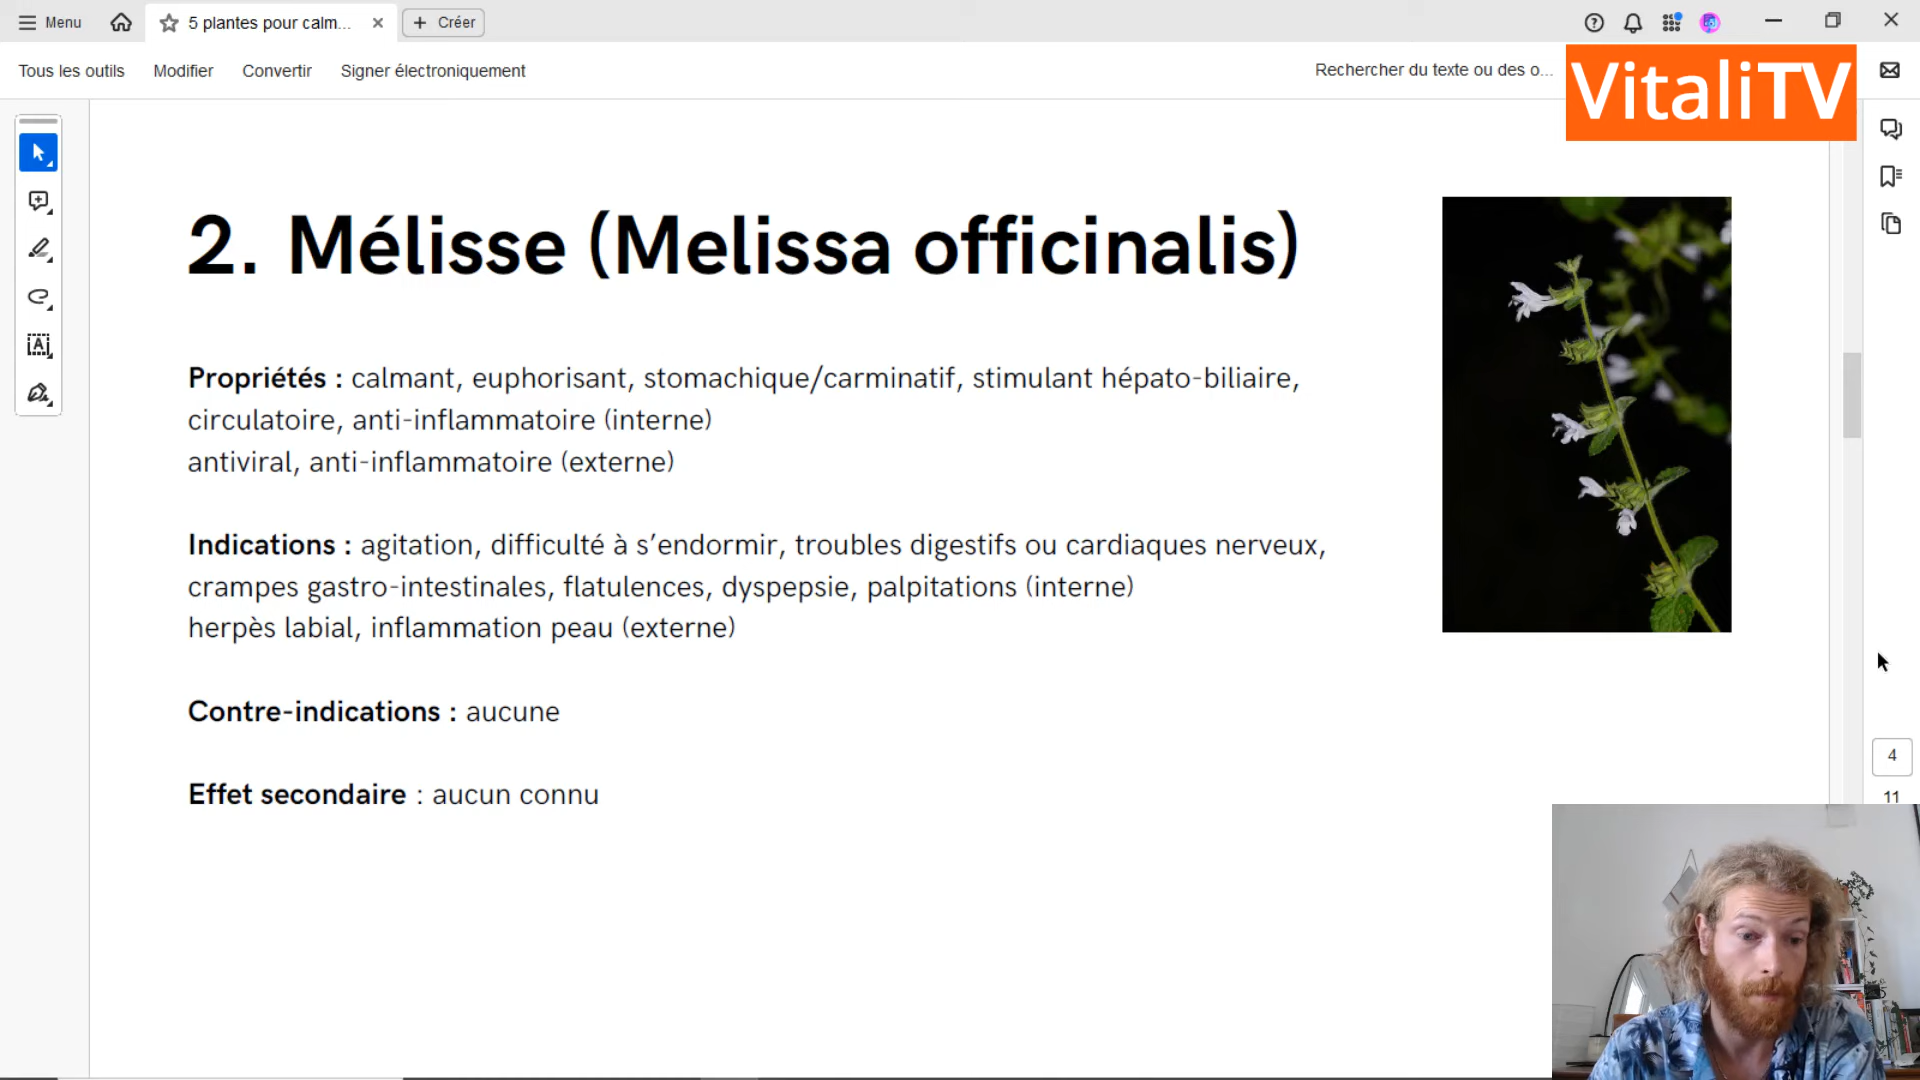 Menu
5 plantes pour calm...
Créer
Tous les outils
Modifier
Convertir
Signer électroniquement
Rechercher du texte ou des o...
VitaliTV
2. Mélisse (Melissa officinalis)
Propriétés : calmant, euphorisant, stomachique/carminatif, stimulant hépato-biliaire,
circulatoire, anti-inflammatoire (interne)
antiviral, anti-inflammatoire (externe)
Indications : agitation, difficulté à s’endormir, troubles digestifs ou cardiaques nerveux,
crampes gastro-intestinales, flatulences, dyspepsie, palpitations (interne)
herpès labial, inflammation peau (externe)
Contre-indications : aucune
Effet secondaire : aucun connu
4
11